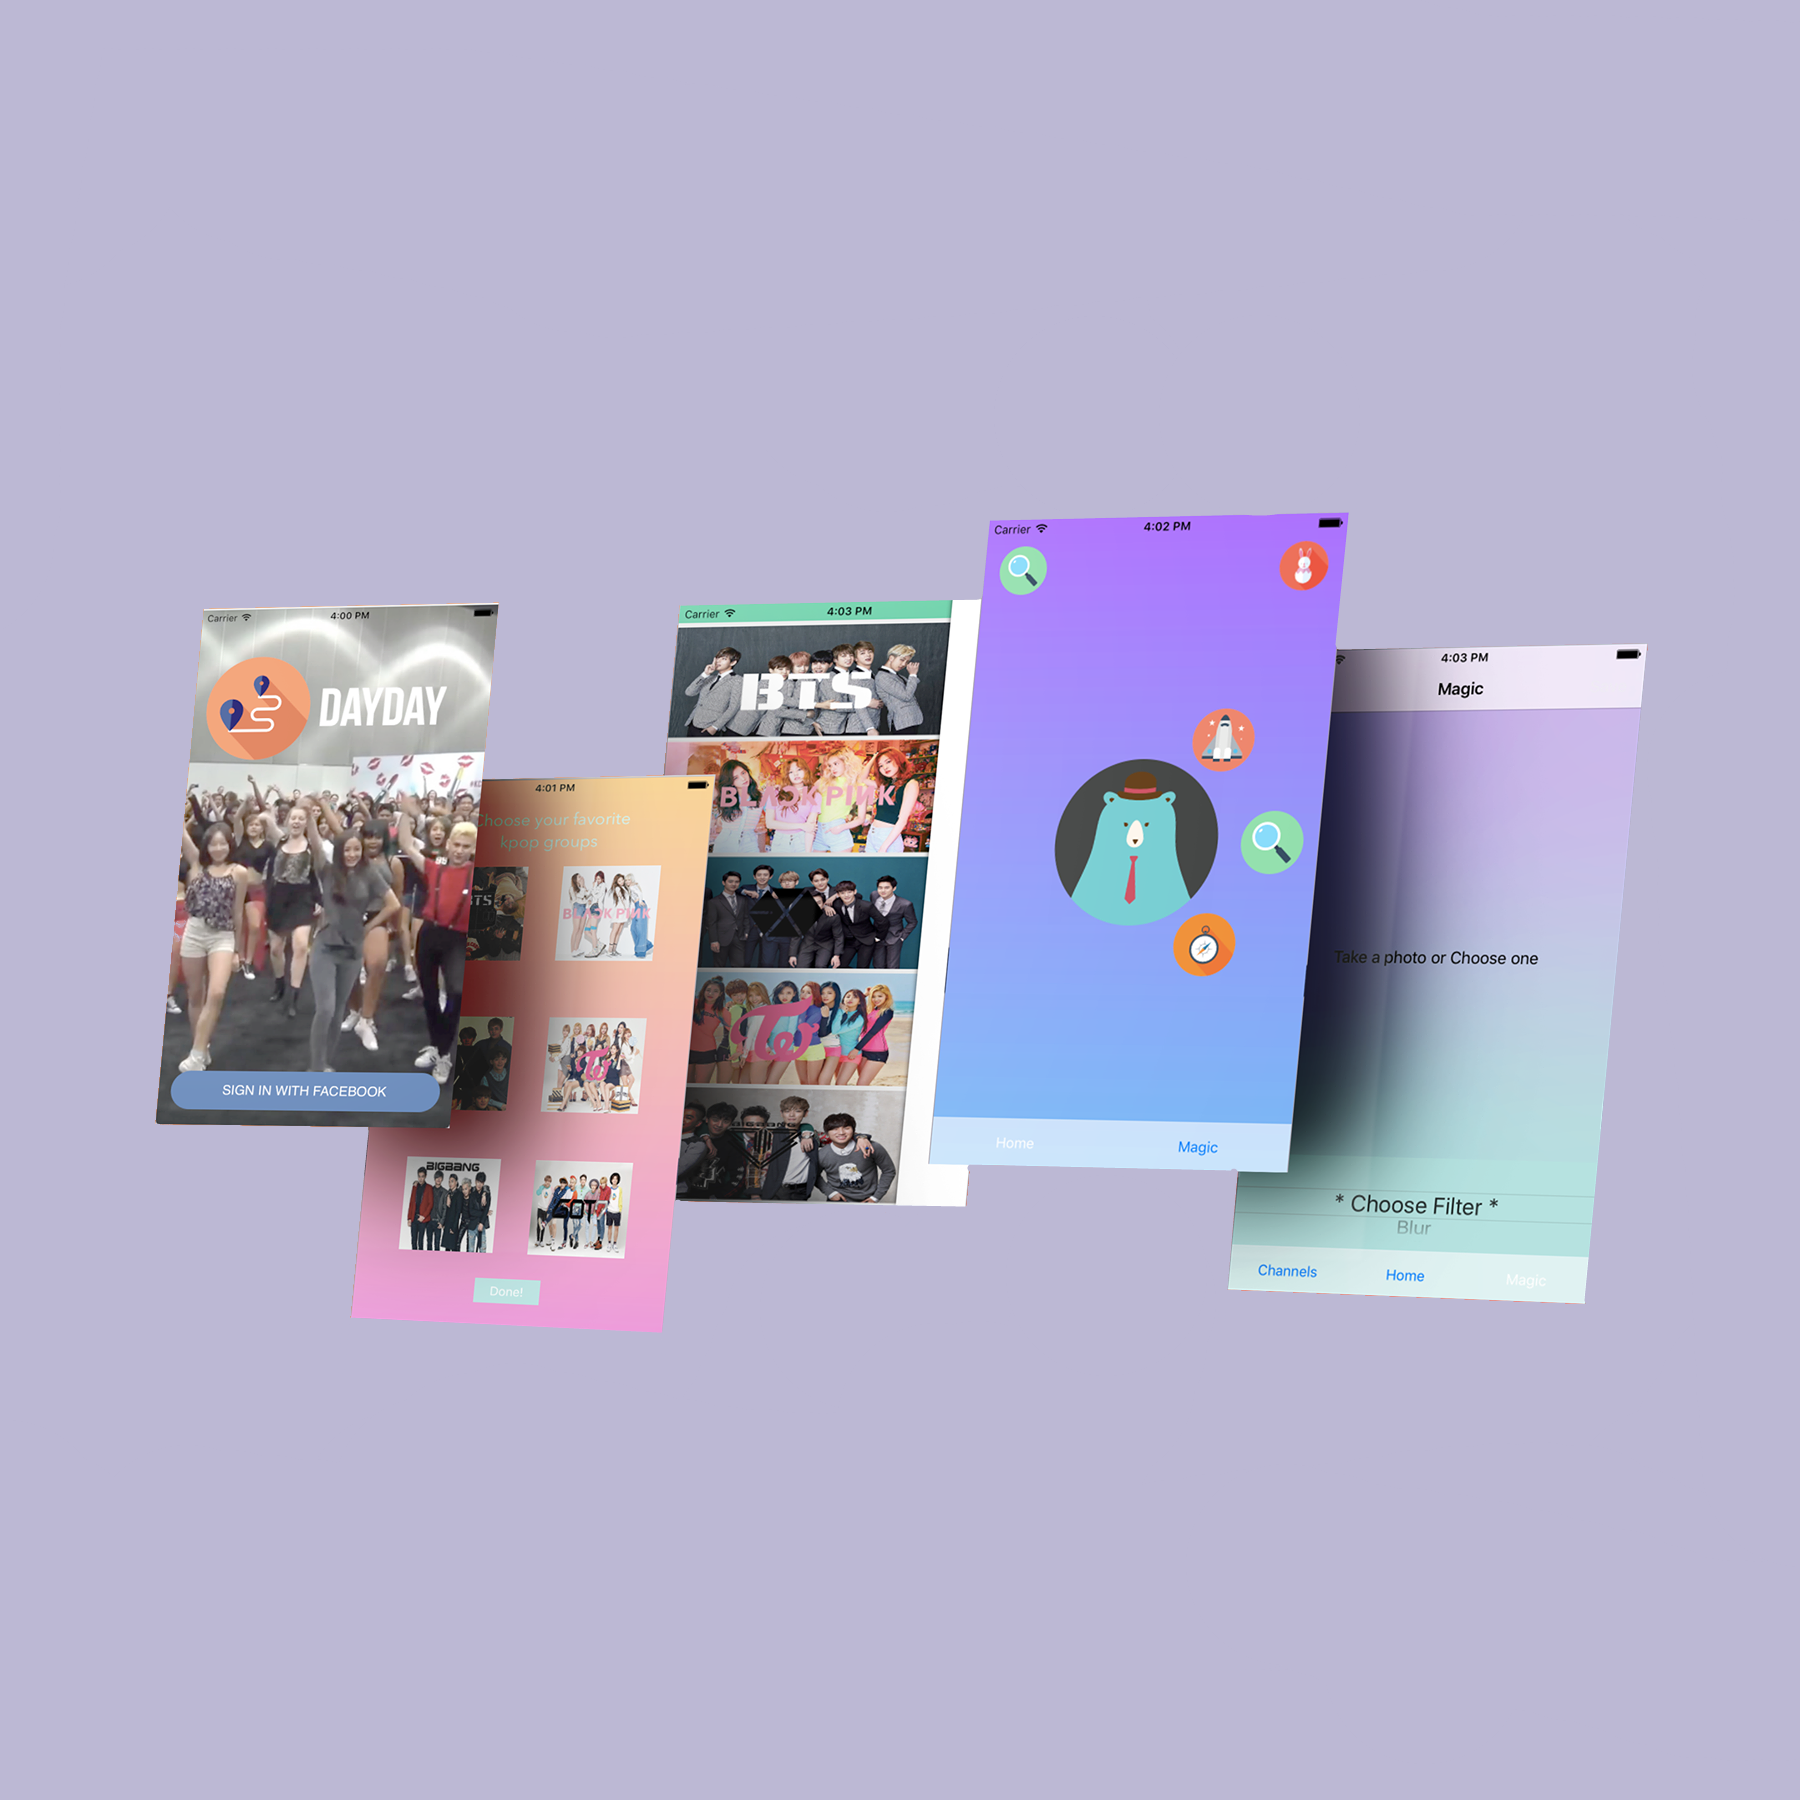 Carrier 4:00 PM
DAYDAY
SIGN IN WITH FACEBOOK
4:01 PM
Choose your favorite
kpop groups
BTS
BLACKPINK
BIGBANG
GOT7
Done!
Carrier 4:03 PM
BTS
BLACKPINK
EXO
Tw
Carrier 4:02 PM
Home Magic
4:03 PM
Magic
Take a photo or Choose one
* Choose Filter *
Blur
Channels Home Magic